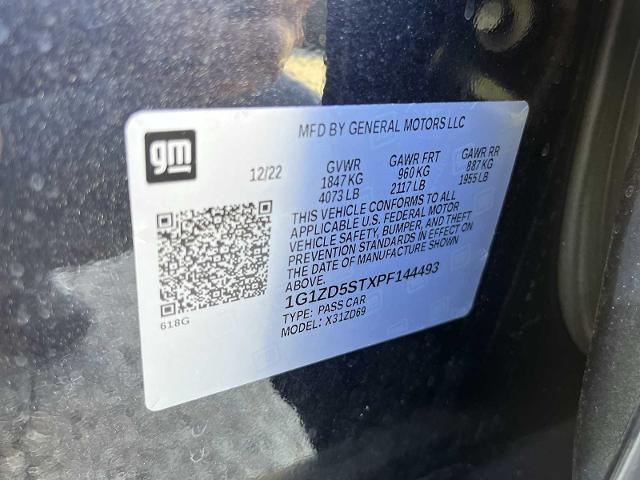 gm
MFD BY GENERAL MOTORS LLC
12/22
GVWR
1847 KG
4073 LB
GAWR FRT
960 KG
2117 LB
GAWR RR
887 KG
1955 LB
THIS VEHICLE CONFORMS TO ALL
APPLICABLE U.S. FEDERAL MOTOR
VEHICLE SAFETY, BUMPER, AND THEFT
PREVENTION STANDARDS IN EFFECT ON
THE DATE OF MANUFACTURE SHOWN
ABOVE.
1G1ZD5STXPF144493
TYPE: PASS CAR
MODEL: X31ZD69
618G